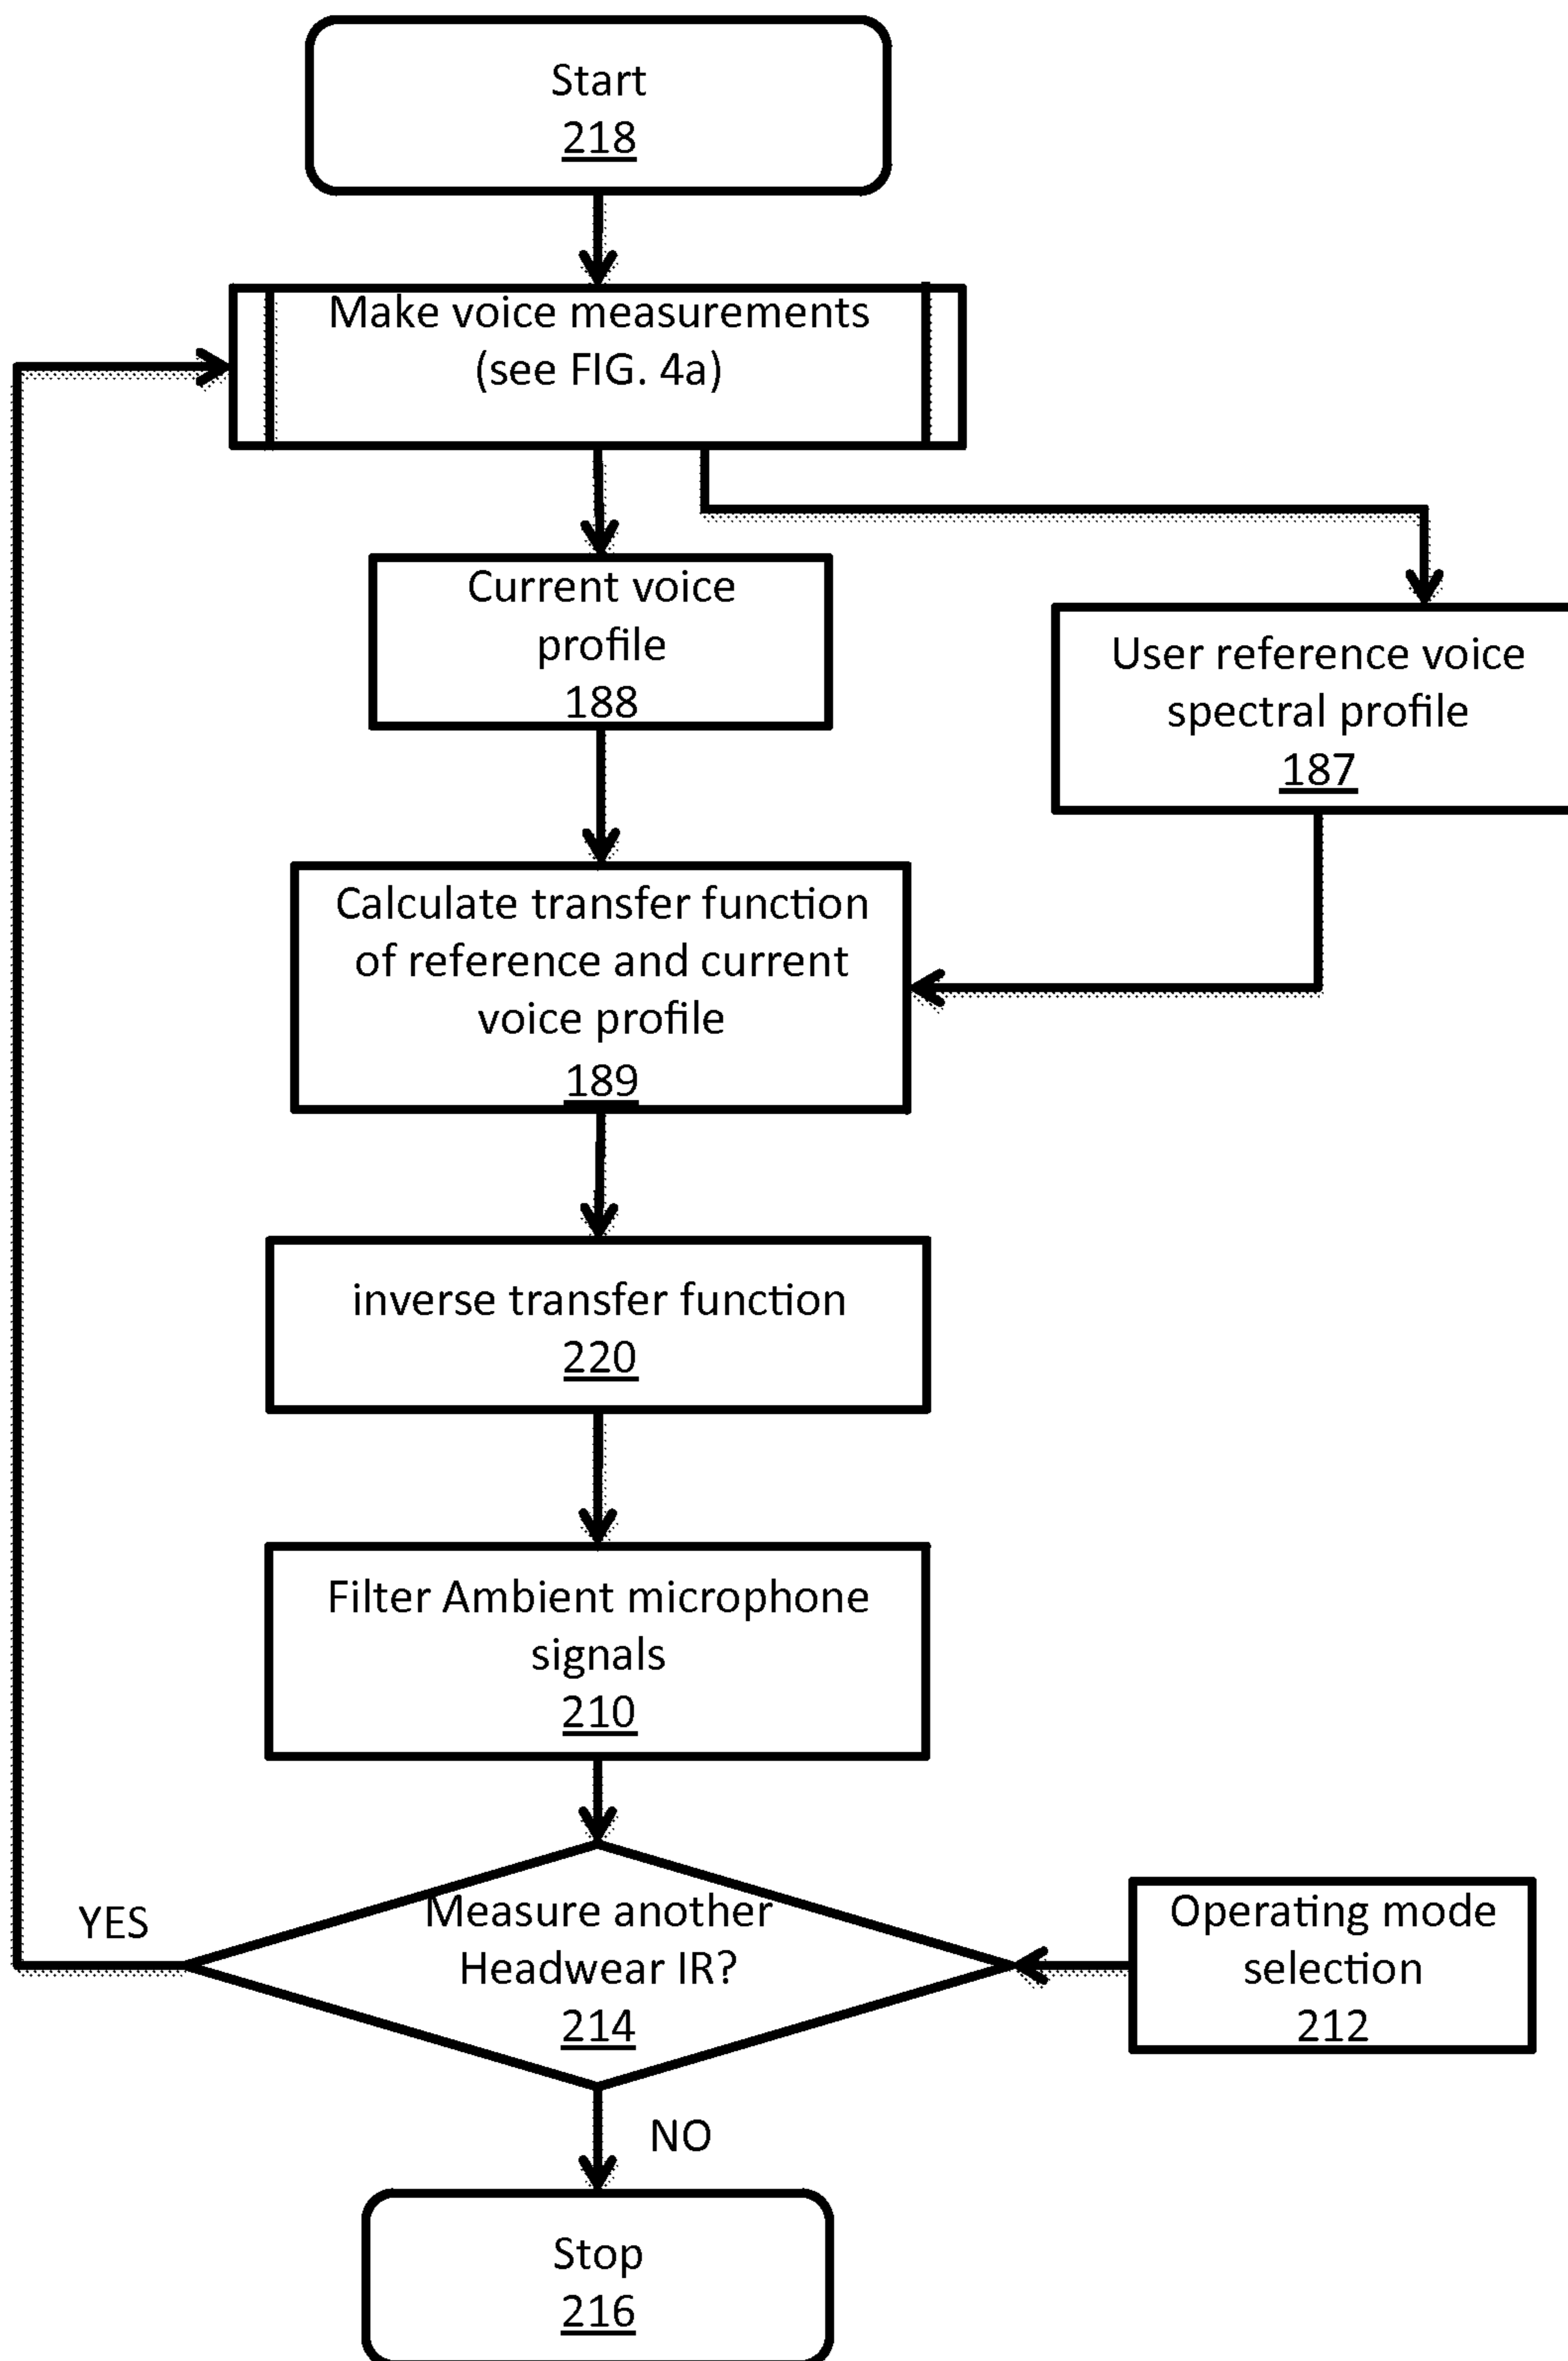 Start
218
Make voice measurements
(see FIG. 4a)
Current voice
profile
188
User reference voice
spectral profile
187
Calculate transfer function
of reference and current
voice profile
189
inverse transfer function
220
Filter Ambient microphone
signals
210
YES
Measure another
Headwear IR?
214
Operating mode
selection
212
NO
Stop
216